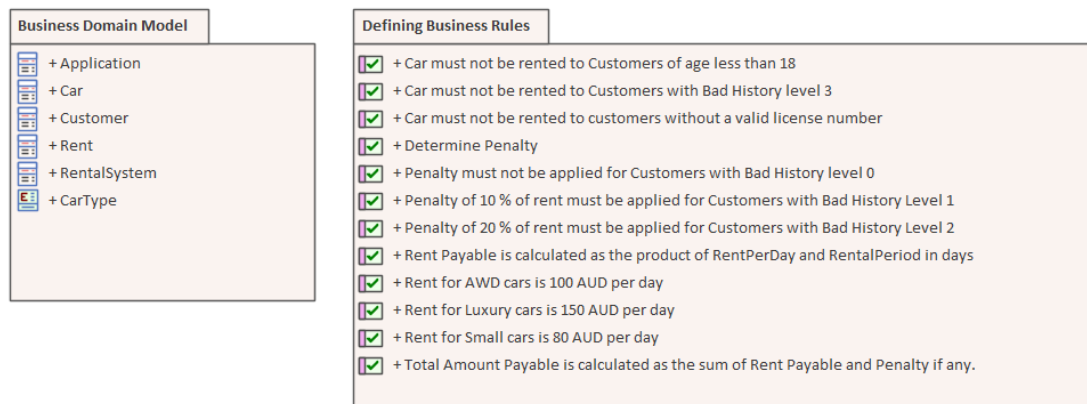 Business Domain Model
+ Application
+ Car
+ Customer
+ Rent
+ RentalSystem
+ CarType
Defining Business Rules
+ Car must not be rented to Customers of age less than 18
+ Car must not be rented to Customers with Bad History level 3
+ Car must not be rented to customers without a valid license number
+ Determine Penalty
+ Penalty must not be applied for Customers with Bad History level 0
+ Penalty of 10 % of rent must be applied for Customers with Bad History Level 1
+ Penalty of 20 % of rent must be applied for Customers with Bad History Level 2
+ Rent Payable is calculated as the product of RentPerDay and RentalPeriod in days
+ Rent for AWD cars is 100 AUD per day
+ Rent for Luxury cars is 150 AUD per day
+ Rent for Small cars is 80 AUD per day
+ Total Amount Payable is calculated as the sum of Rent Payable and Penalty if any.